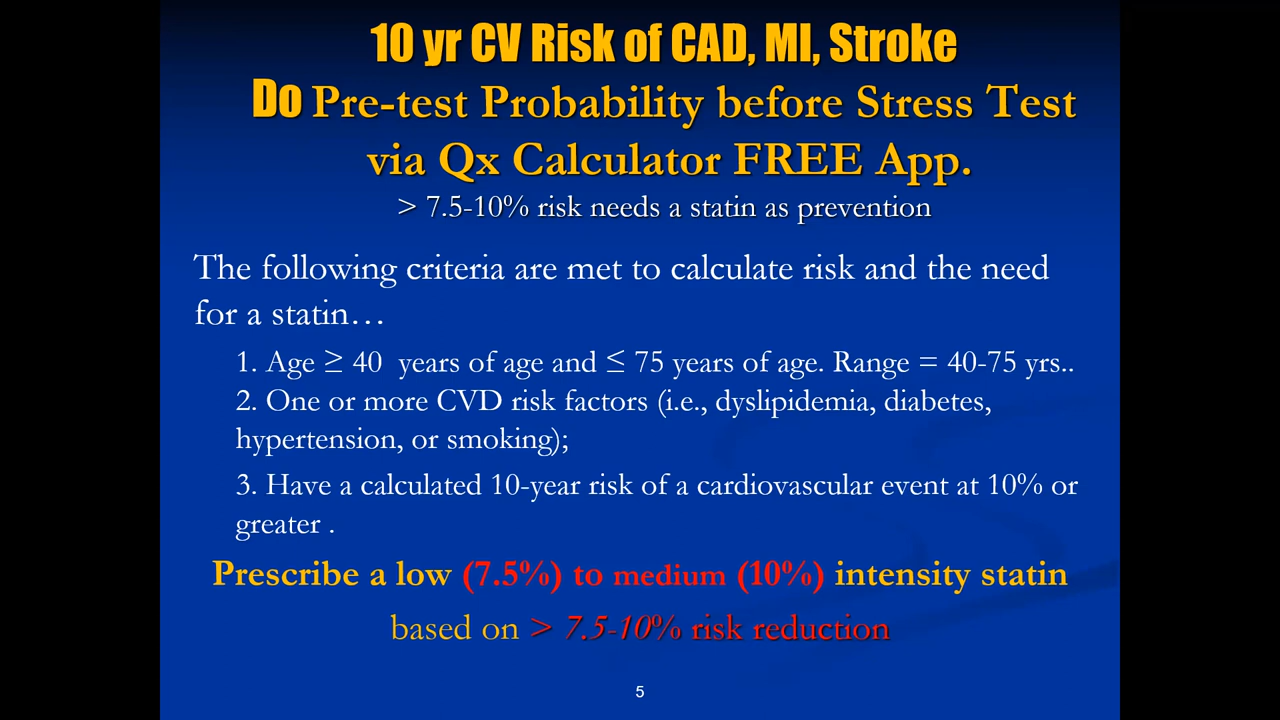 10 yr CV Risk of CAD, MI, Stroke
Do Pre-test Probability before Stress Test
via Qx Calculator FREE App.
> 7.5-10% risk needs a statin as prevention
The following criteria are met to calculate risk and the need
for a statin…
1. Age ≥ 40 years of age and ≤ 75 years of age. Range = 40-75 yrs..
2. One or more CVD risk factors (i.e., dyslipidemia, diabetes,
hypertension, or smoking);
3. Have a calculated 10-year risk of a cardiovascular event at 10% or
greater .
Prescribe a low (7.5%) to medium (10%) intensity statin
based on > 7.5-10% risk reduction
5